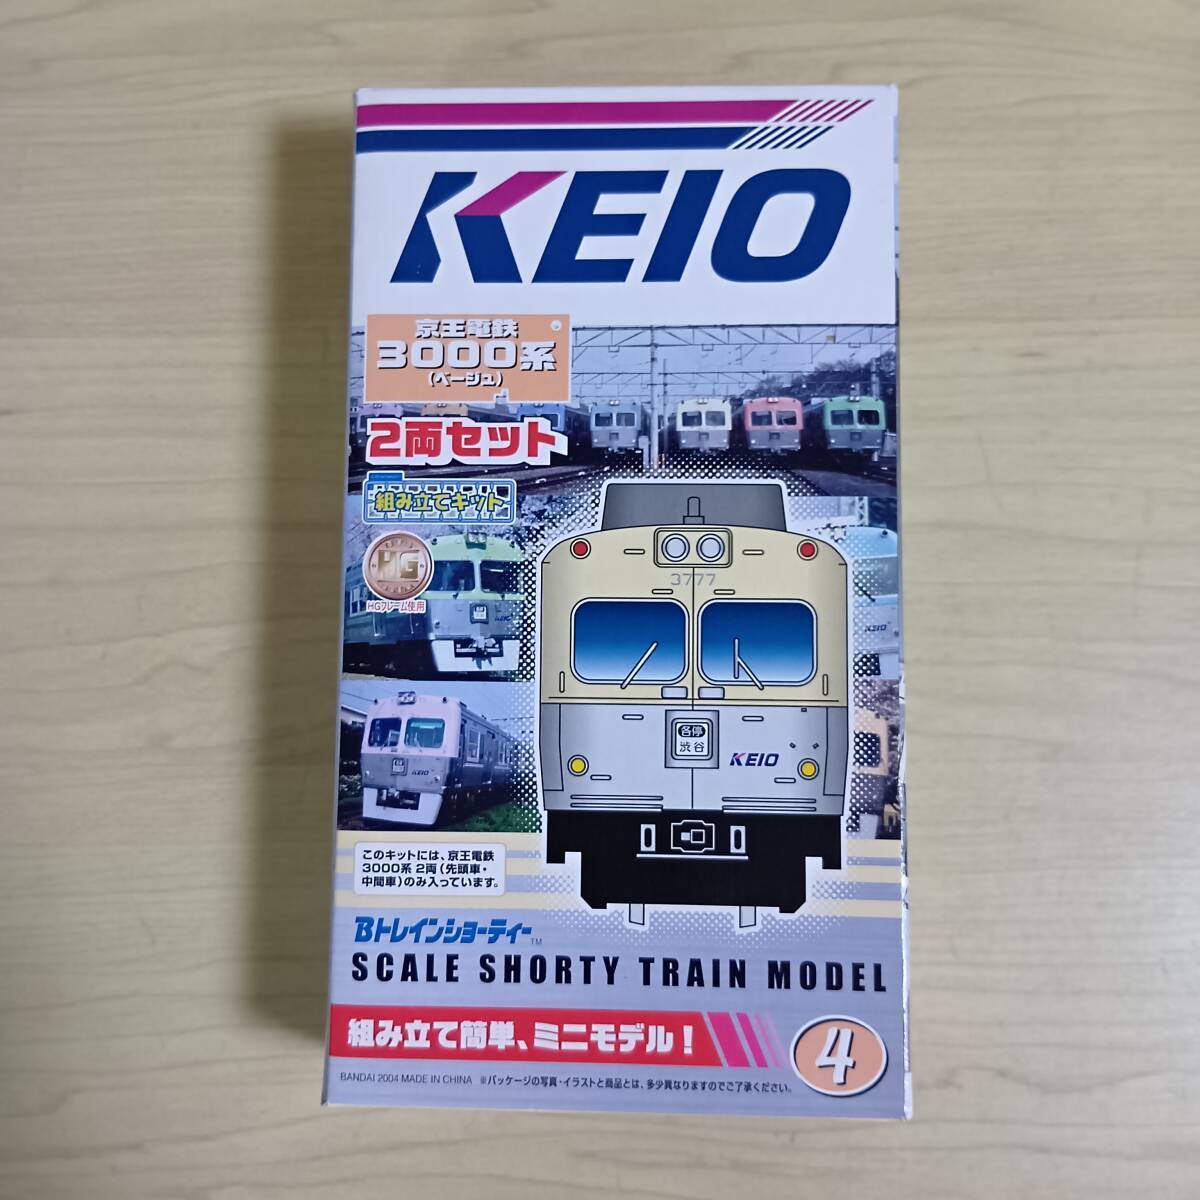 KEIO
京王電鉄
3000系
(ベージュ)
2両セット
組み立てキット
HG
HGフレーム使用
3777
各停
渋谷
KEIO
KEIO
KEIO
KEIO
このキットには、京王電鉄
3000系 2両(先頭車・
中間車)のみ入っています。
Bトレインショーティー TM
SCALE SHORTY TRAIN MODEL
組み立て簡単、ミニモデル!
4
BANDAI 2004 MADE IN CHINA ※パッケージの写真・イラストと商品とは、多少異なりますのでご了承ください。